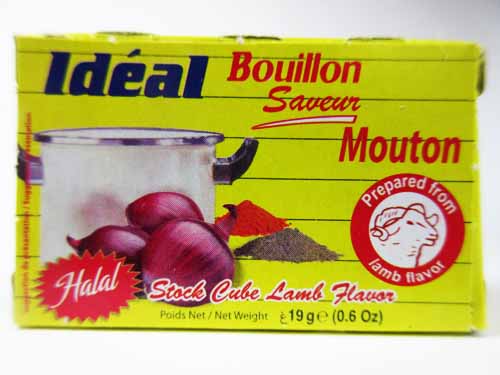 Idéal
Bouillon
Saveur
Mouton
Prepared from
lamb flavor
Halal
Stock Cube Lamb Flavor
Poids Net / Net Weight 19 g e (0.6 Oz)